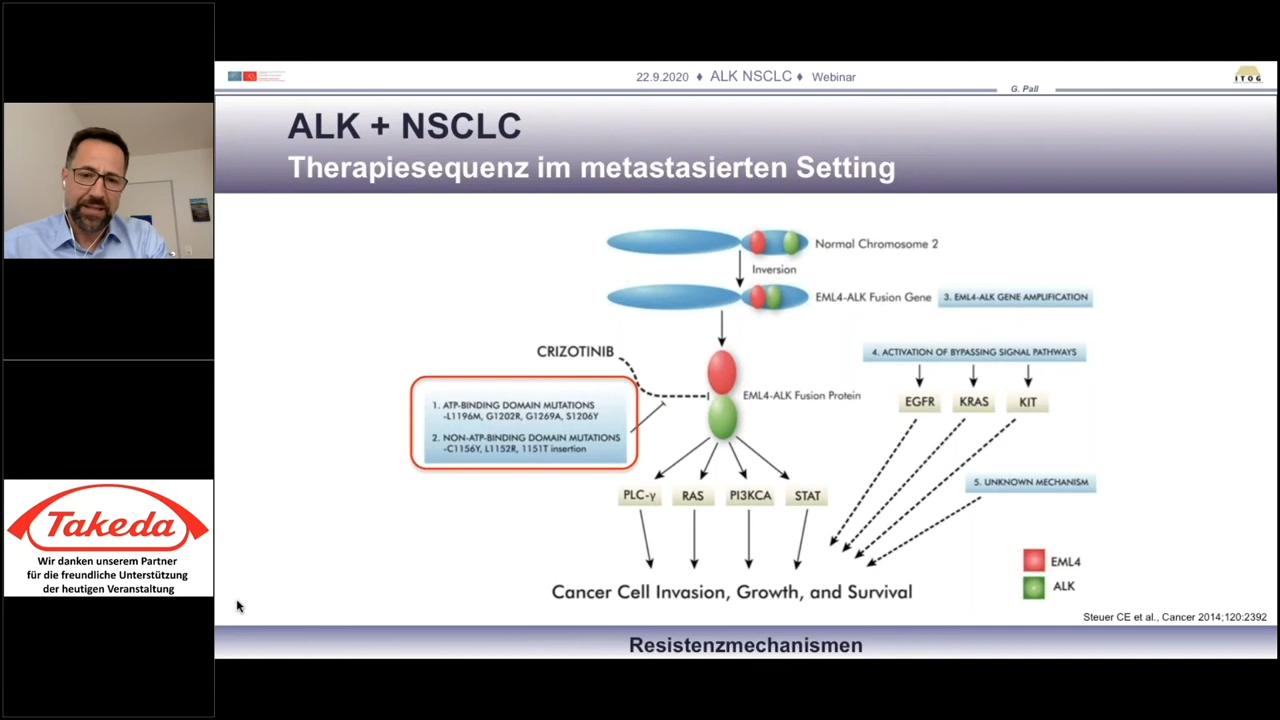 22.9.2020 ♦ ALK NSCLC ♦ Webinar
G. Pall
ITOG
ALK + NSCLC
Therapiesequenz im metastasierten Setting
Normal Chromosome 2
Inversion
EML4-ALK Fusion Gene
3. EML4-ALK GENE AMPLIFICATION
CRIZOTINIB
4. ACTIVATION OF BYPASSING SIGNAL PATHWAYS
EML4-ALK Fusion Protein
EGFR
KRAS
KIT
1. ATP-BINDING DOMAIN MUTATIONS
-L1196M, G1202R, G1269A, S1206Y
2. NON-ATP-BINDING DOMAIN MUTATIONS
-C1156Y, L1152R, 1151T insertion
5. UNKNOWN MECHANISM
PLC-γ
RAS
PI3KCA
STAT
EML4
ALK
Cancer Cell Invasion, Growth, and Survival
Steuer CE et al., Cancer 2014;120:2392
Resistenzmechanismen
Takeda
Wir danken unserem Partner
für die freundliche Unterstützung
der heutigen Veranstaltung